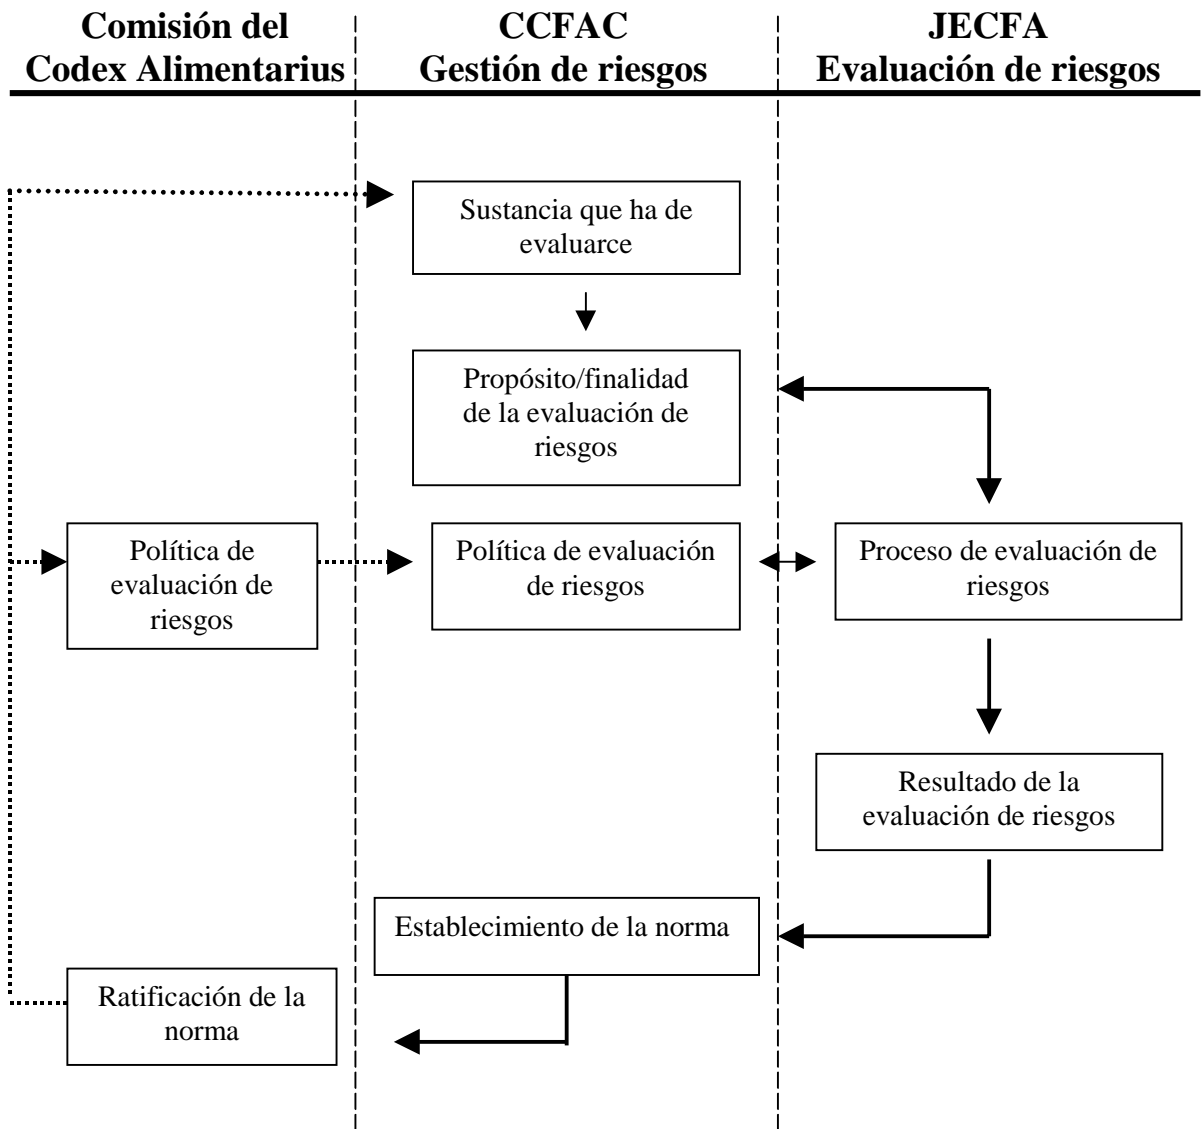 Comisión del
Codex Alimentarius
CCFAC
Gestión de riesgos
JECFA
Evaluación de riesgos
Sustancia que ha de
evaluarce
Propósito/finalidad
de la evaluación de
riesgos
Política de
evaluación de
riesgos
Política de evaluación
de riesgos
Proceso de evaluación de
riesgos
Resultado de la
evaluación de riesgos
Establecimiento de la norma
Ratificación de la
norma